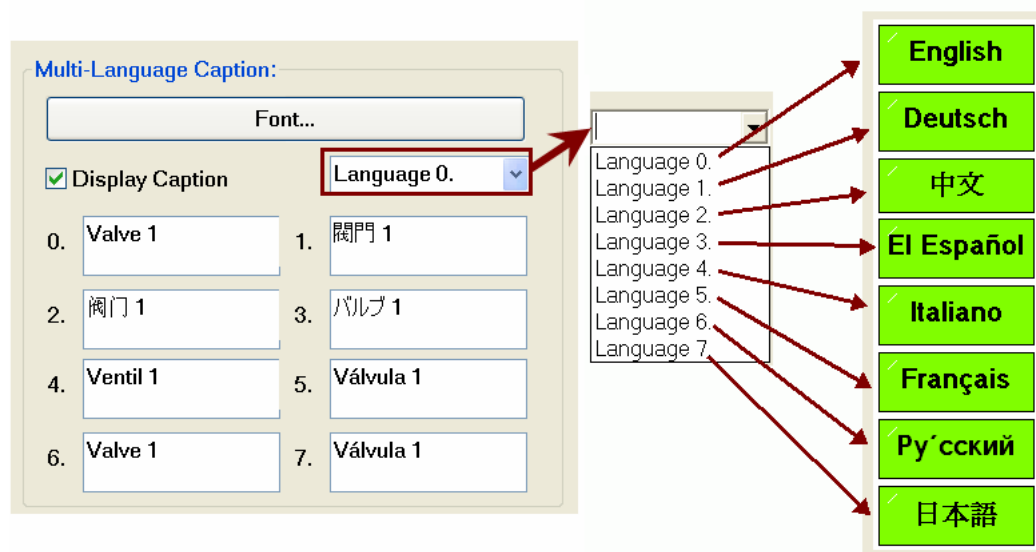 Multi-Language Caption:
Font...
Display Caption
Language 0.
0. Valve 1
1. 閥門 1
2. 阀门 1
3. バルブ 1
4. Ventil 1
5. Válvula 1
6. Valve 1
7. Válvula 1
Language 0.
Language 1.
Language 2.
Language 3.
Language 4.
Language 5.
Language 6.
Language 7.
English
Deutsch
中文
El Español
Italiano
Français
Ру´сский
日本語